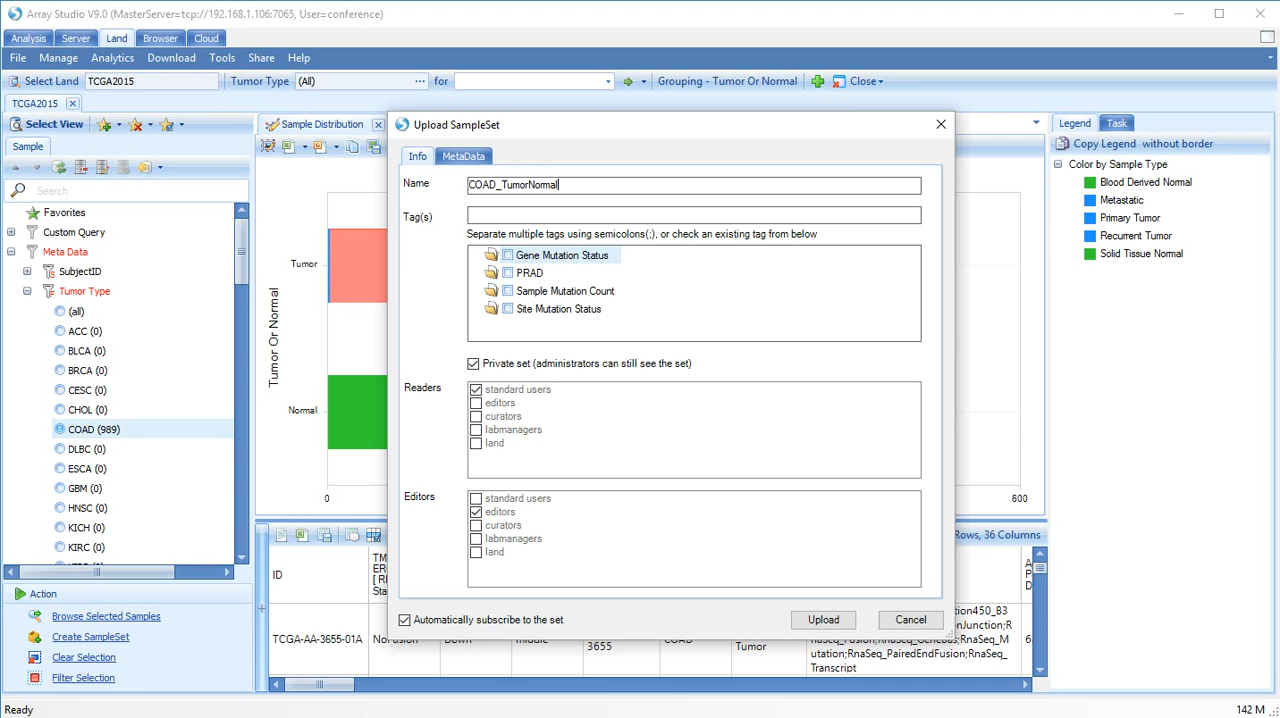 Array Studio V9.0 (MasterServer=tcp://192.168.1.106:7065, User=conference)
Analysis Server Land Browser Cloud
File Manage Analytics Download Tools Share Help
Select Land TCGA2015 Tumor Type (All) ... for Grouping - Tumor Or Normal Close
TCGA2015
Select View
Sample
Search
Favorites
Custom Query
Meta Data
SubjectID
Tumor Type
(all)
ACC (0)
BLCA (0)
BRCA (0)
CESC (0)
CHOL (0)
COAD (989)
DLBC (0)
ESCA (0)
GBM (0)
HNSC (0)
KICH (0)
KIRC (0)
Action
Browse Selected Samples
Create SampleSet
Clear Selection
Filter Selection
Sample Distribution
Tumor Or Normal
Tumor
Normal
0
600
Upload SampleSet
Info MetaData
Name COAD_TumorNormal
Tag(s)
Separate multiple tags using semicolons(;), or check an existing tag from below
Gene Mutation Status
PRAD
Sample Mutation Count
Site Mutation Status
Private set (administrators can still see the set)
Readers
standard users
editors
curators
labmanagers
land
Editors
standard users
editors
curators
labmanagers
land
Automatically subscribe to the set
Upload Cancel
Legend Task
Copy Legend without border
Color by Sample Type
Blood Derived Normal
Metastatic
Primary Tumor
Recurrent Tumor
Solid Tissue Normal
Rows, 36 Columns
ID
TCGA-AA-3655-01A
middle
3655
COAD
Tumor
RnaSeq_PairedEndFusion;RnaSeq_
Transcript
Ready
142 M